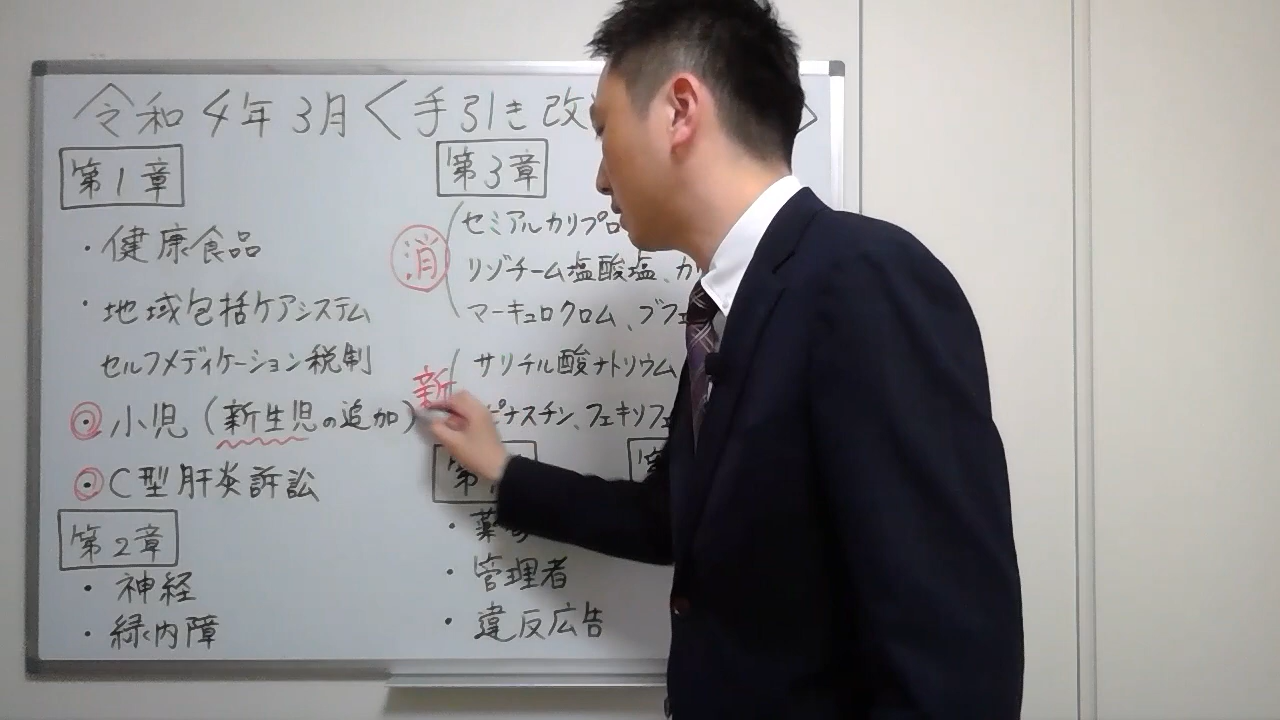 令和4年3月<手引き改>
第1章
・健康食品
・地域包括ケアシステム
セルフメディケーション税制
・小児(新生児の追加)
・C型肝炎訴訟
第2章
・神経
・緑内障
第3章
消
セミアルカリプロ
リゾチーム塩酸塩、カ
マーキュロクロム、ブフェ
新
サリチル酸ナトリウム
ピナスチン、フェキソフェ
第
第
・薬
・管理者
・違反広告